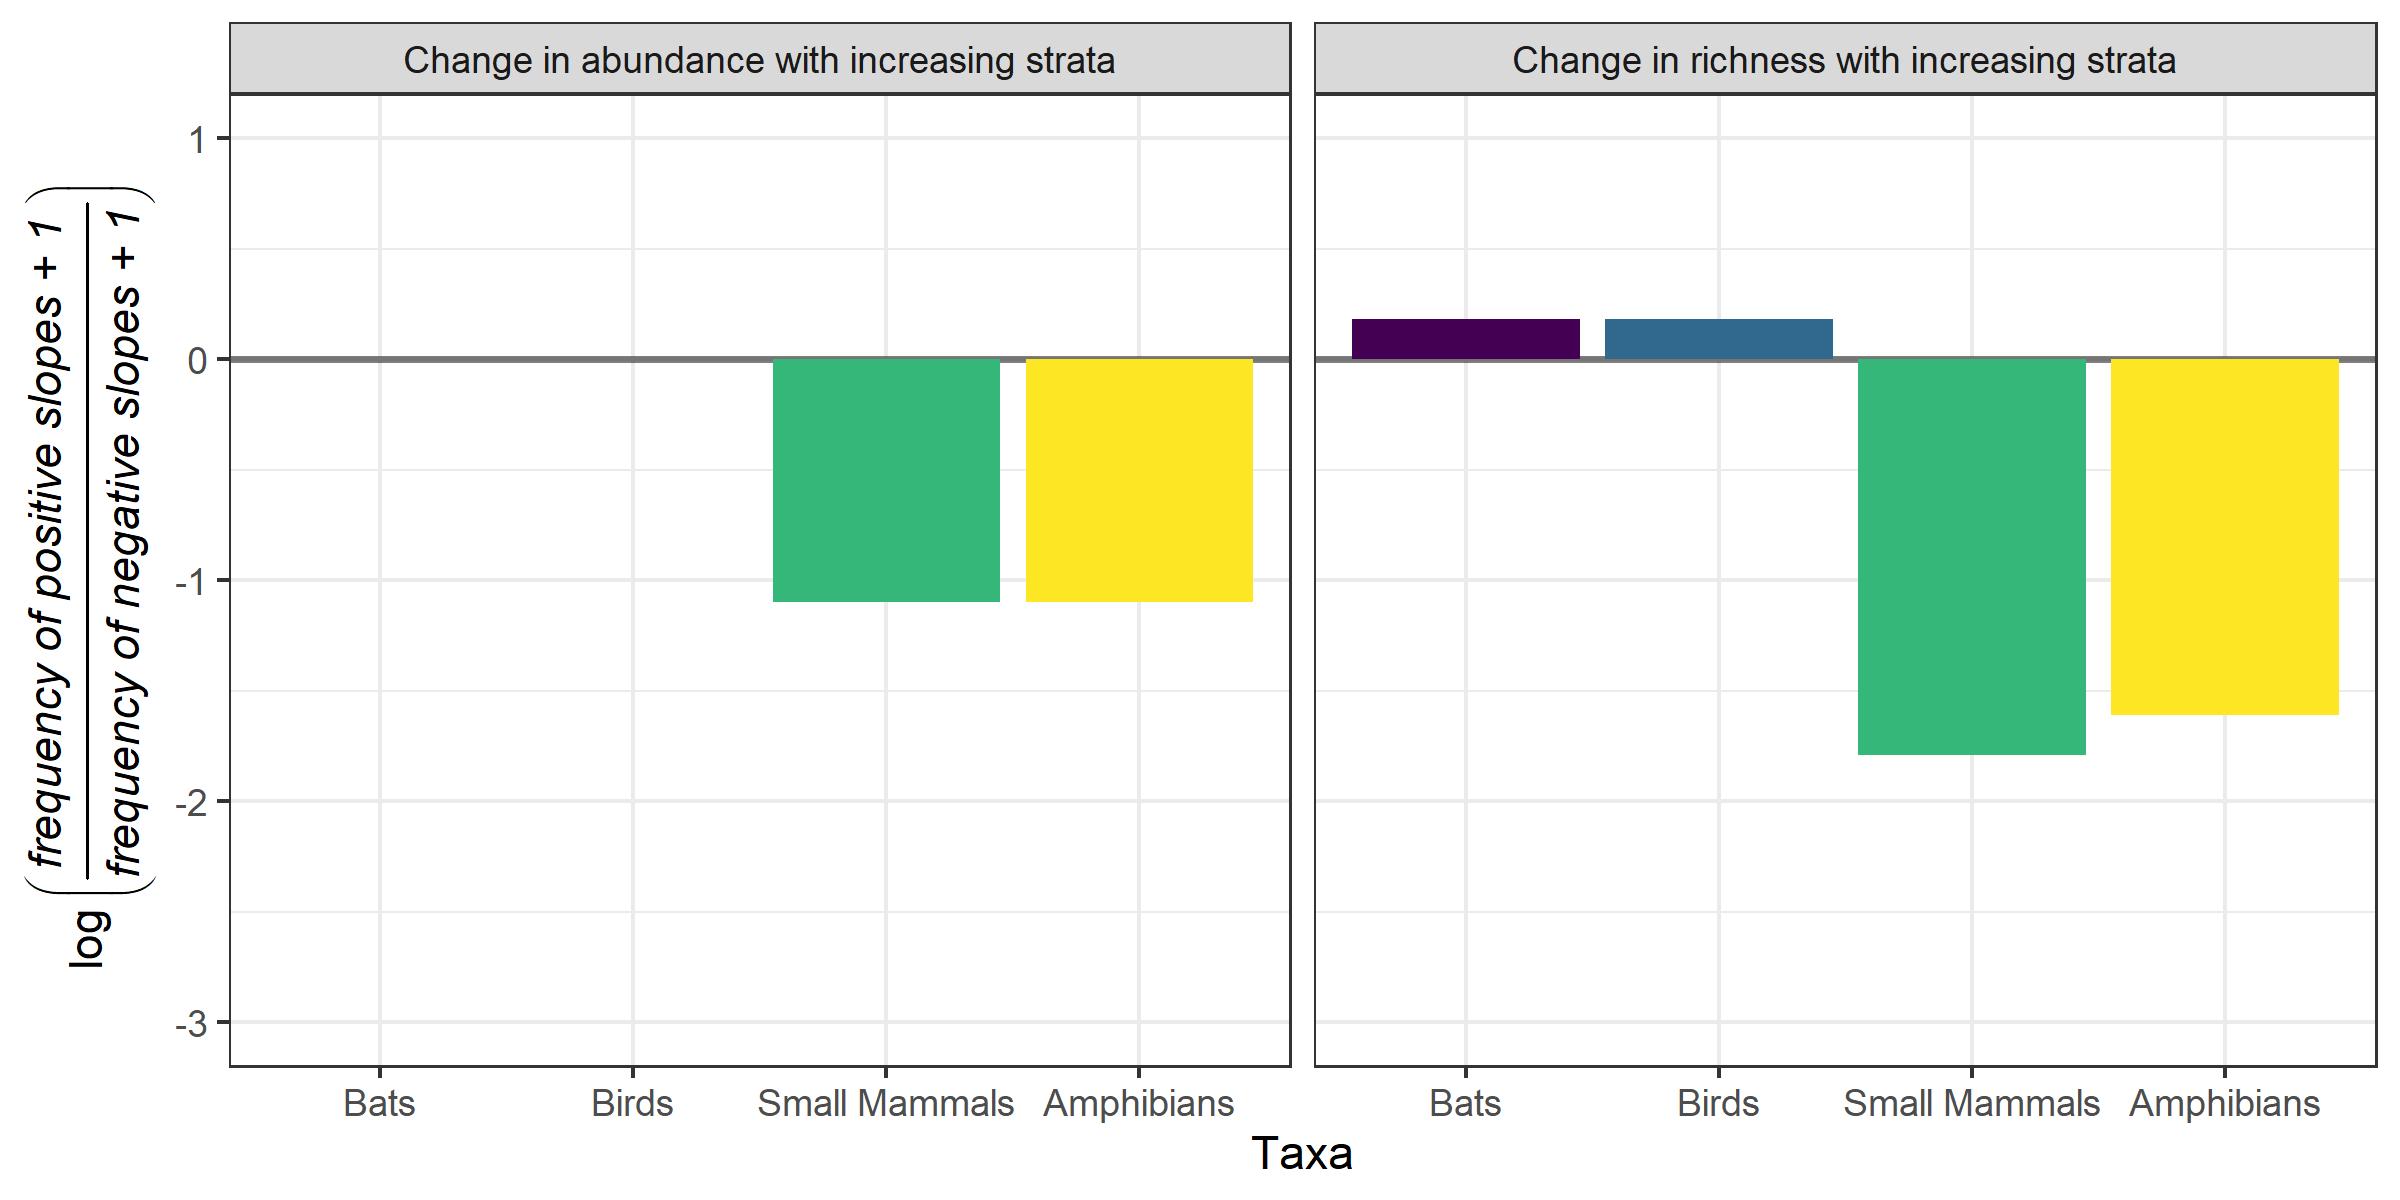 Change in abundance with increasing strata
Change in richness with increasing strata
log
frequency of positive slopes + 1
frequency of negative slopes + 1
1
0
-1
-2
-3
Bats Birds Small Mammals Amphibians
Bats Birds Small Mammals Amphibians
Taxa